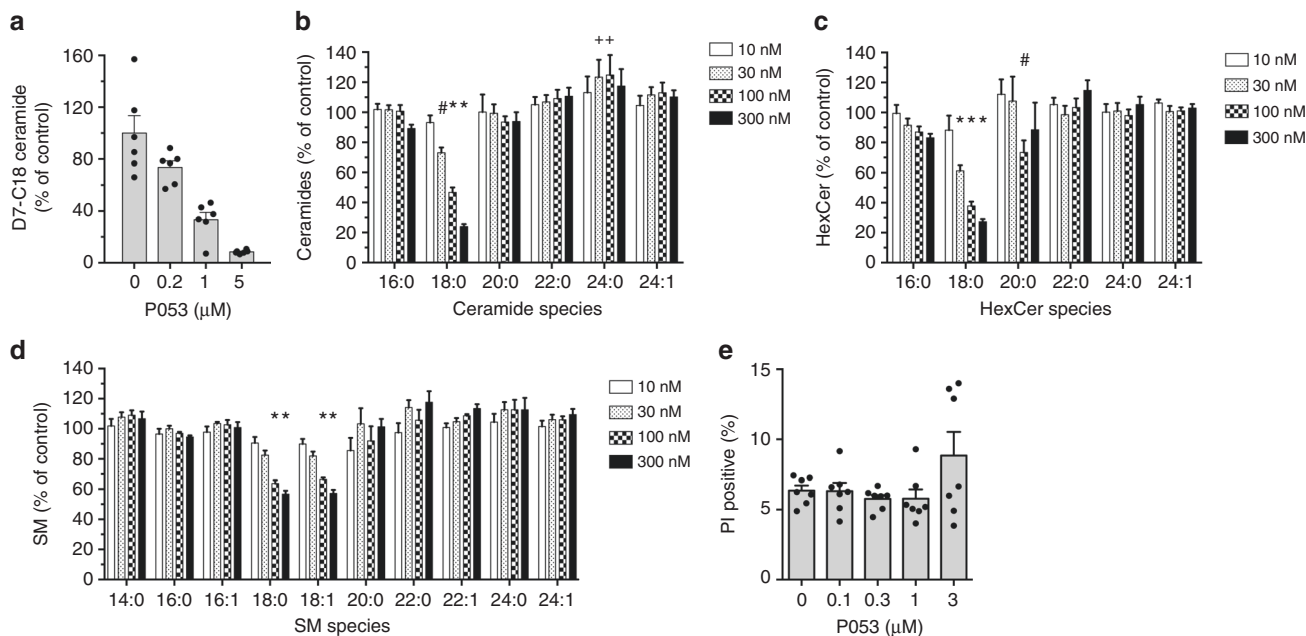 a
D7-C18 ceramide
(% of control)
160
120
80
40
0
0 0.2 1 5
P053 (μM)
b
Ceramides (% of control)
140
120
100
80
60
40
20
0
#**
++
10 nM
30 nM
100 nM
300 nM
16:0 18:0 20:0 22:0 24:0 24:1
Ceramide species
c
HexCer (% of control)
140
120
100
80
60
40
20
0
***
#
10 nM
30 nM
100 nM
300 nM
16:0 18:0 20:0 22:0 24:0 24:1
HexCer species
d
SM (% of control)
140
120
100
80
60
40
20
0
**
**
10 nM
30 nM
100 nM
300 nM
14:0 16:0 16:1 18:0 18:1 20:0 22:0 22:1 24:0 24:1
SM species
e
PI positive (%)
15
10
5
0
0 0.1 0.3 1 3
P053 (μM)